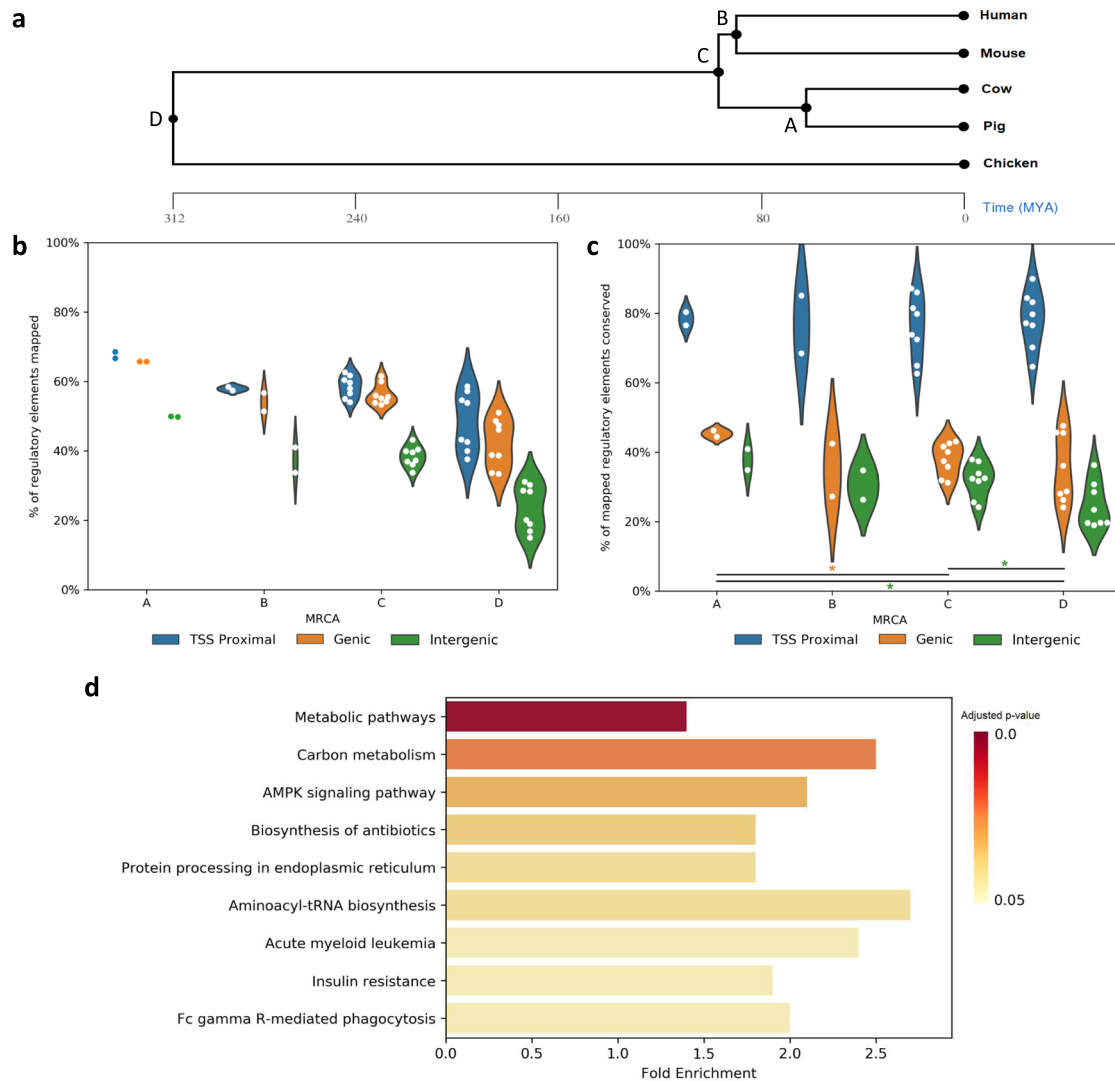 a
B
Human
C
Mouse
Cow
D
A
Pig
Chicken
312 240 160 80 0 Time (MYA)
b
100%
80%
60%
40%
20%
0%
% of regulatory elements mapped
A B C D
MRCA
TSS Proximal Genic Intergenic
c
100%
80%
60%
40%
20%
0%
% of mapped regulatory elements conserved
*
*
*
A B C D
MRCA
TSS Proximal Genic Intergenic
d
Metabolic pathways
Carbon metabolism
AMPK signaling pathway
Biosynthesis of antibiotics
Protein processing in endoplasmic reticulum
Aminoacyl-tRNA biosynthesis
Acute myeloid leukemia
Insulin resistance
Fc gamma R-mediated phagocytosis
0.0 0.5 1.0 1.5 2.0 2.5
Fold Enrichment
Adjusted p-value
0.0
0.05